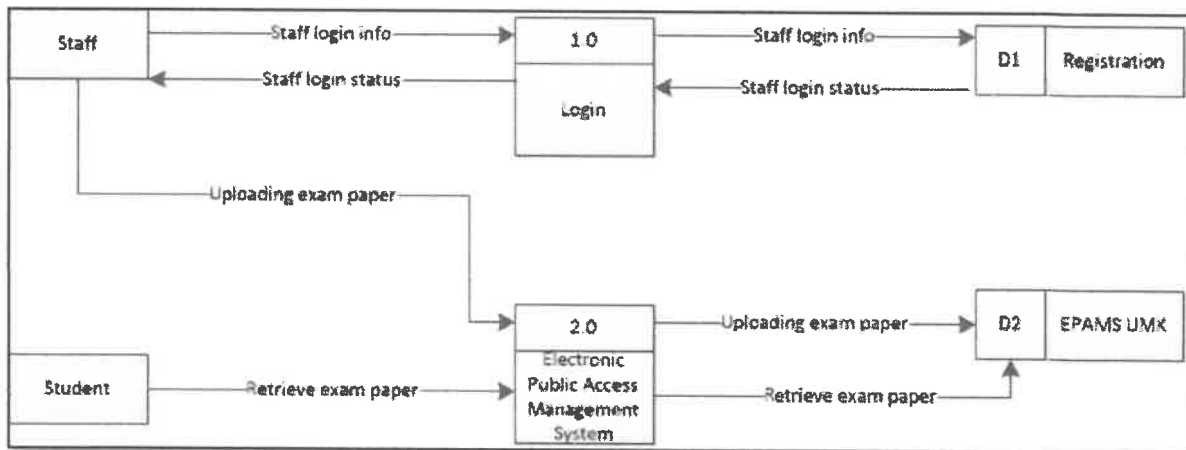 Staff
Staff login info
1.0
Staff login info
D1
Registration
Staff login status
Staff login status
Login
Uploading exam paper
2.0
Uploading exam paper
D2
EPAMS UMK
Student
Retrieve exam paper
Electronic
Public Access
Management
System
Retrieve exam paper